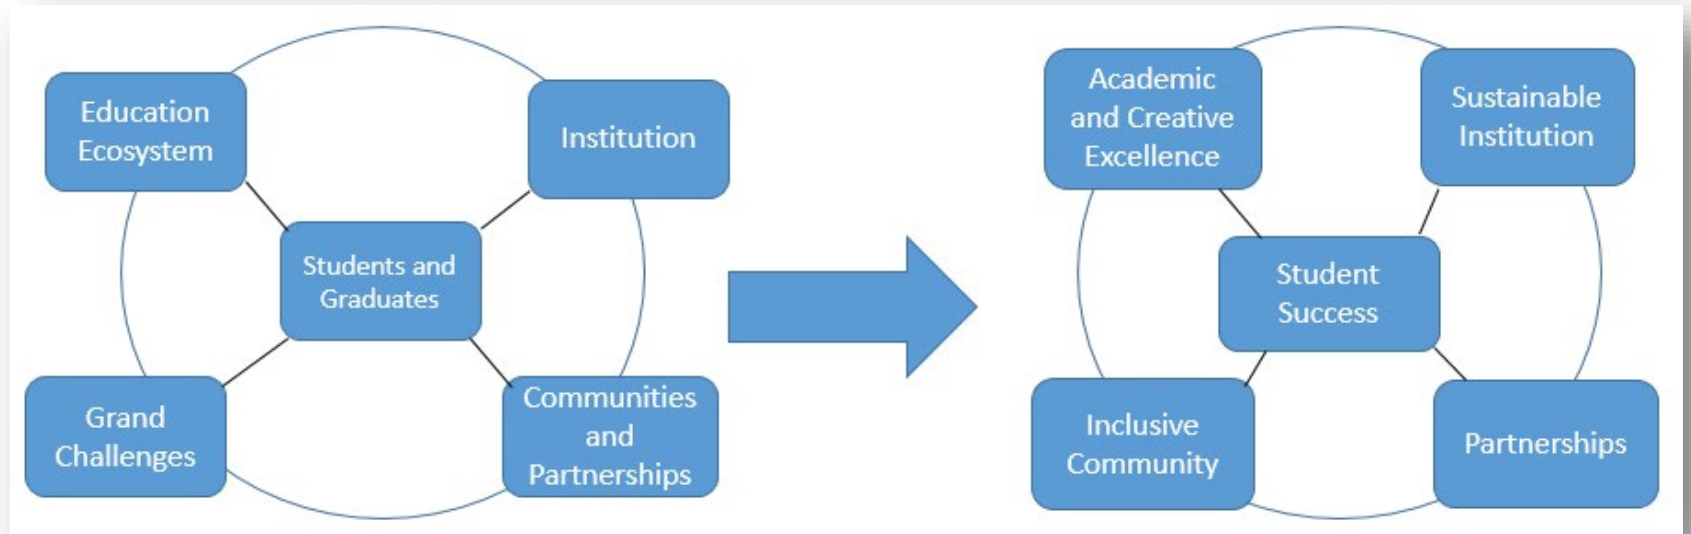 Education
Ecosystem
Institution
Students and
Graduates
Grand
Challenges
Communities
and
Partnerships
Academic
and Creative
Excellence
Sustainable
Institution
Student
Success
Inclusive
Community
Partnerships